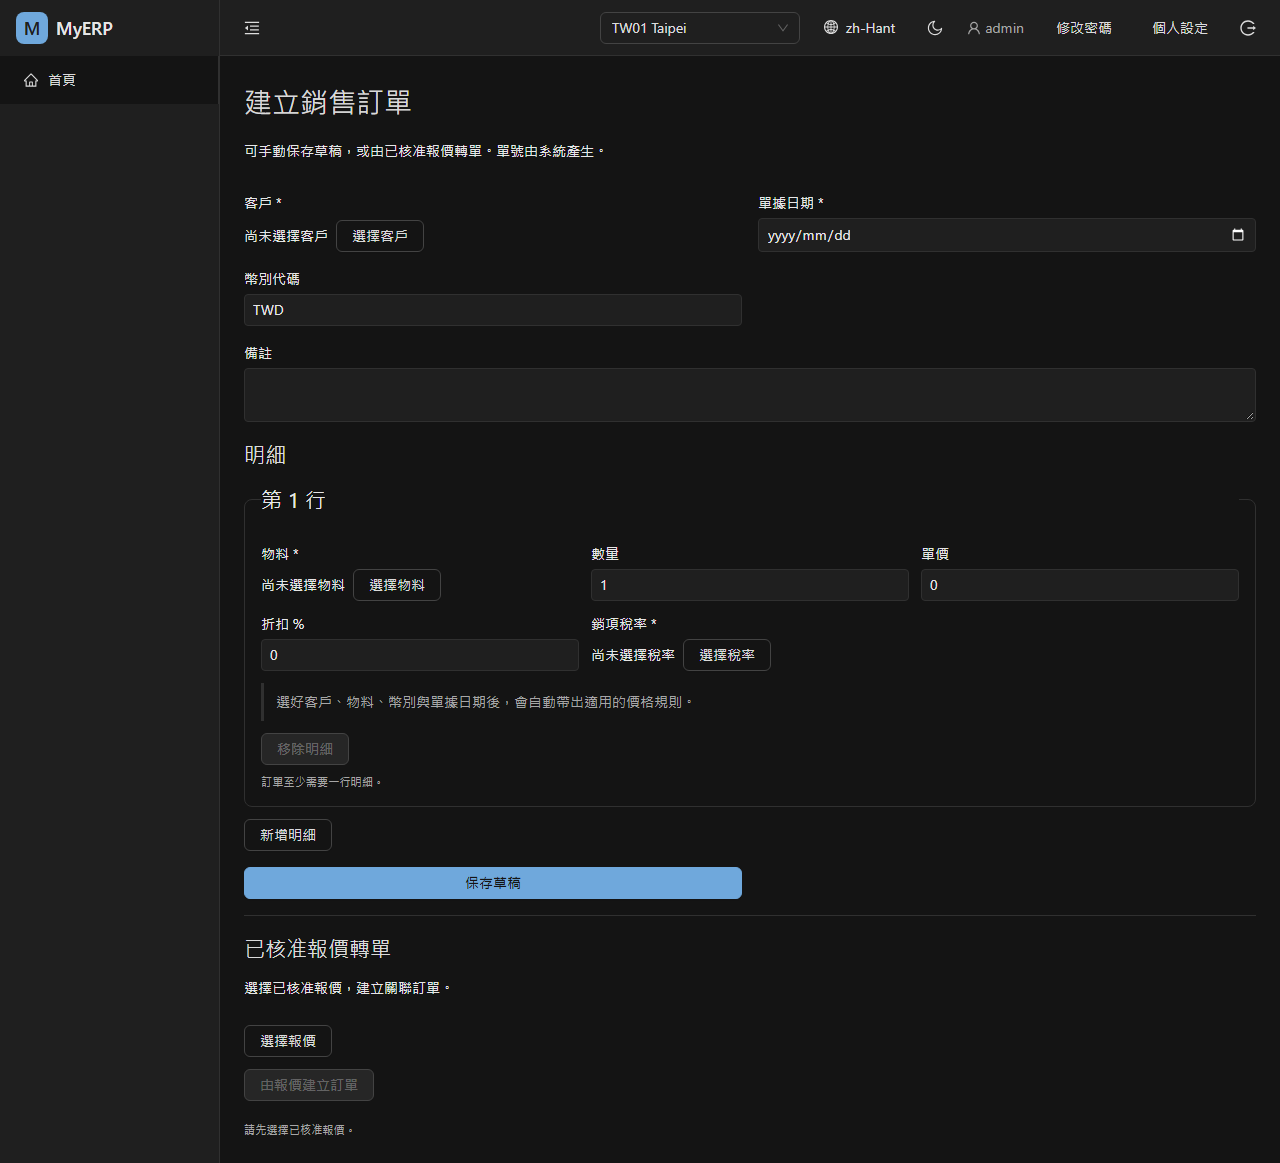 M MyERP
TW01 Taipei zh-Hant admin 修改密碼 個人設定
首頁
建立銷售訂單
可手動保存草稿，或由已核准報價轉單。單號由系統產生。
客戶 * 單據日期 *
尚未選擇客戶 選擇客戶 yyyy/mm/dd
幣別代碼
TWD
備註
明細
第 1 行
物料 * 數量 單價
尚未選擇物料 選擇物料 1 0
折扣 % 銷項稅率 *
0 尚未選擇稅率 選擇稅率
選好客戶、物料、幣別與單據日期後，會自動帶出適用的價格規則。
移除明細
訂單至少需要一行明細。
新增明細
保存草稿
已核准報價轉單
選擇已核准報價，建立關聯訂單。
選擇報價
由報價建立訂單
請先選擇已核准報價。